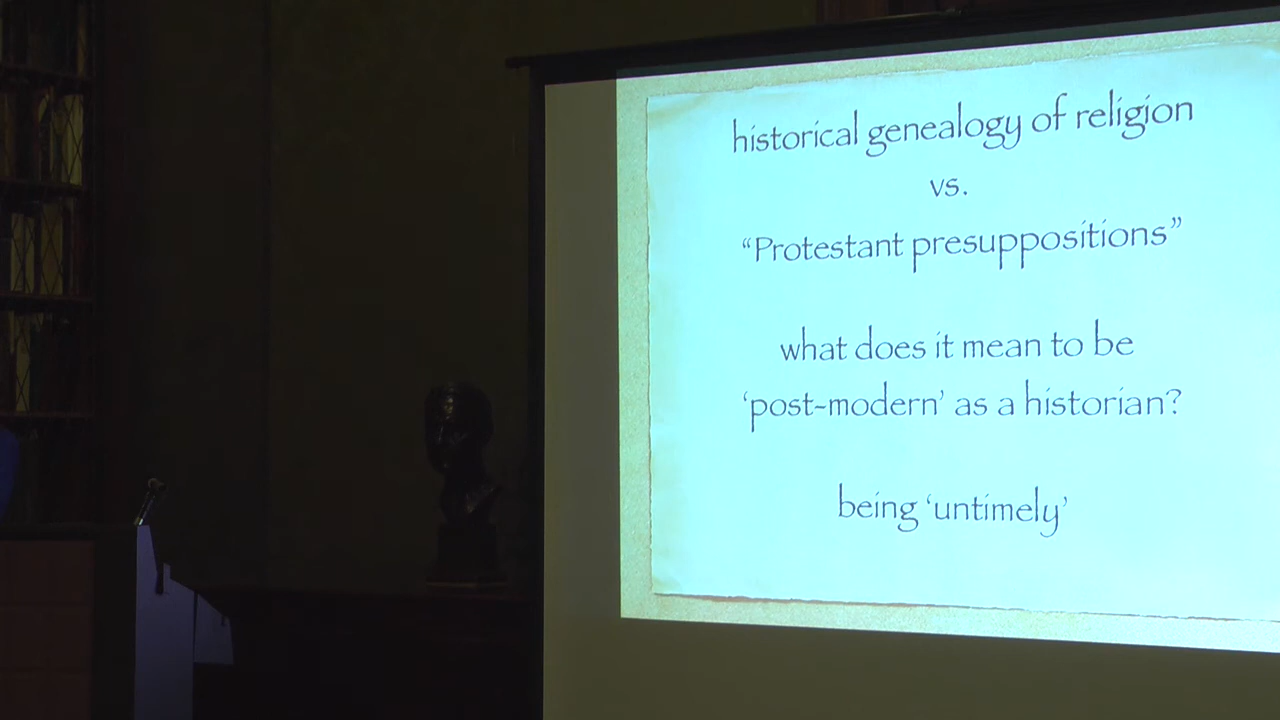 historical genealogy of religion
vs.
“Protestant presuppositions”
what does it mean to be
‘post-modern’ as a historian?
being ‘untimely’